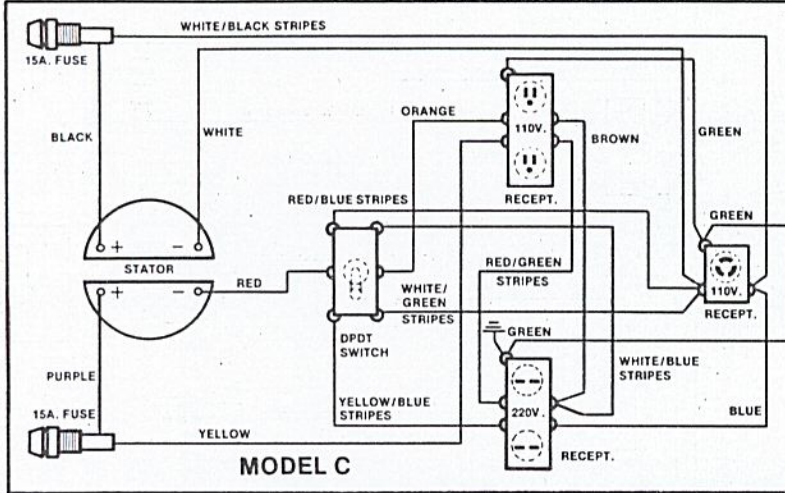 WHITE/BLACK STRIPES
15A. FUSE
ORANGE
110V.
BLACK
WHITE
BROWN
GREEN
RECEPT.
RED/BLUE STRIPES
GREEN
+
−
STATOR
+
−
RED
RED/GREEN
STRIPES
110V.
WHITE/
GREEN
STRIPES
RECEPT.
DPDT
SWITCH
GREEN
WHITE/BLUE
STRIPES
PURPLE
YELLOW/BLUE
STRIPES
220V.
BLUE
15A. FUSE
YELLOW
RECEPT.
MODEL C